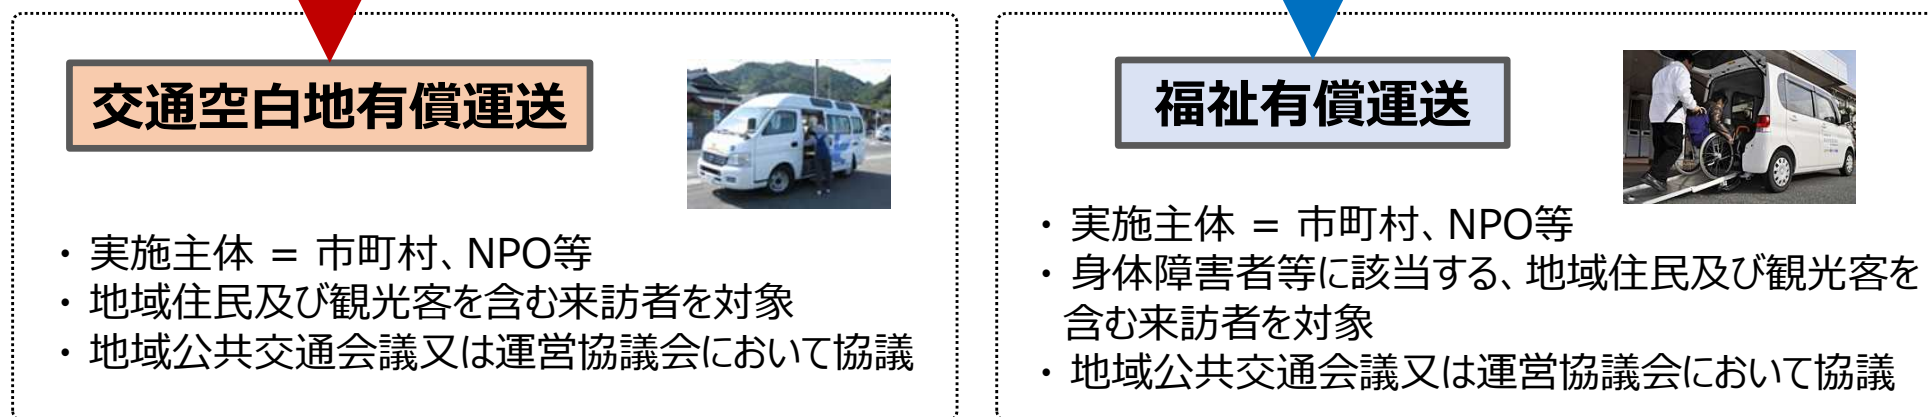 交通空白地有償運送
・ 実施主体 = 市町村、NPO等
・ 地域住民及び観光客を含む来訪者を対象
・ 地域公共交通会議又は運営協議会において協議
福祉有償運送
・ 実施主体 = 市町村、NPO等
・ 身体障害者等に該当する、地域住民及び観光客を
含む来訪者を対象
・ 地域公共交通会議又は運営協議会において協議